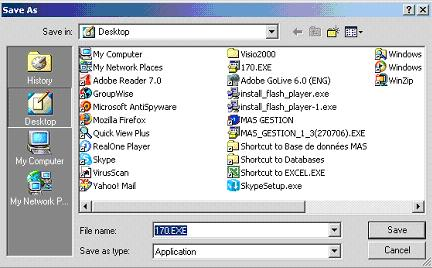 Save As
Save in:
Desktop
History
Desktop
My Computer
My Network P...
My Computer
My Network Places
Adobe Reader 7.0
GroupWise
Microsoft AntiSpyware
Mozilla Firefox
Quick View Plus
RealOne Player
Skype
VirusScan
Yahoo! Mail
Visio2000
170.EXE
Adobe GoLive 6.0 (ENG)
install_flash_player.exe
install_flash_player-1.exe
MAS GESTION
MAS_GESTION_1_3(270706).EXE
Shortcut to Base de données MAS
Shortcut to Databases
Shortcut to EXCEL.EXE
SkypeSetup.exe
Windows
Windows
WinZip
File name:
170.EXE
Save
Save as type:
Application
Cancel